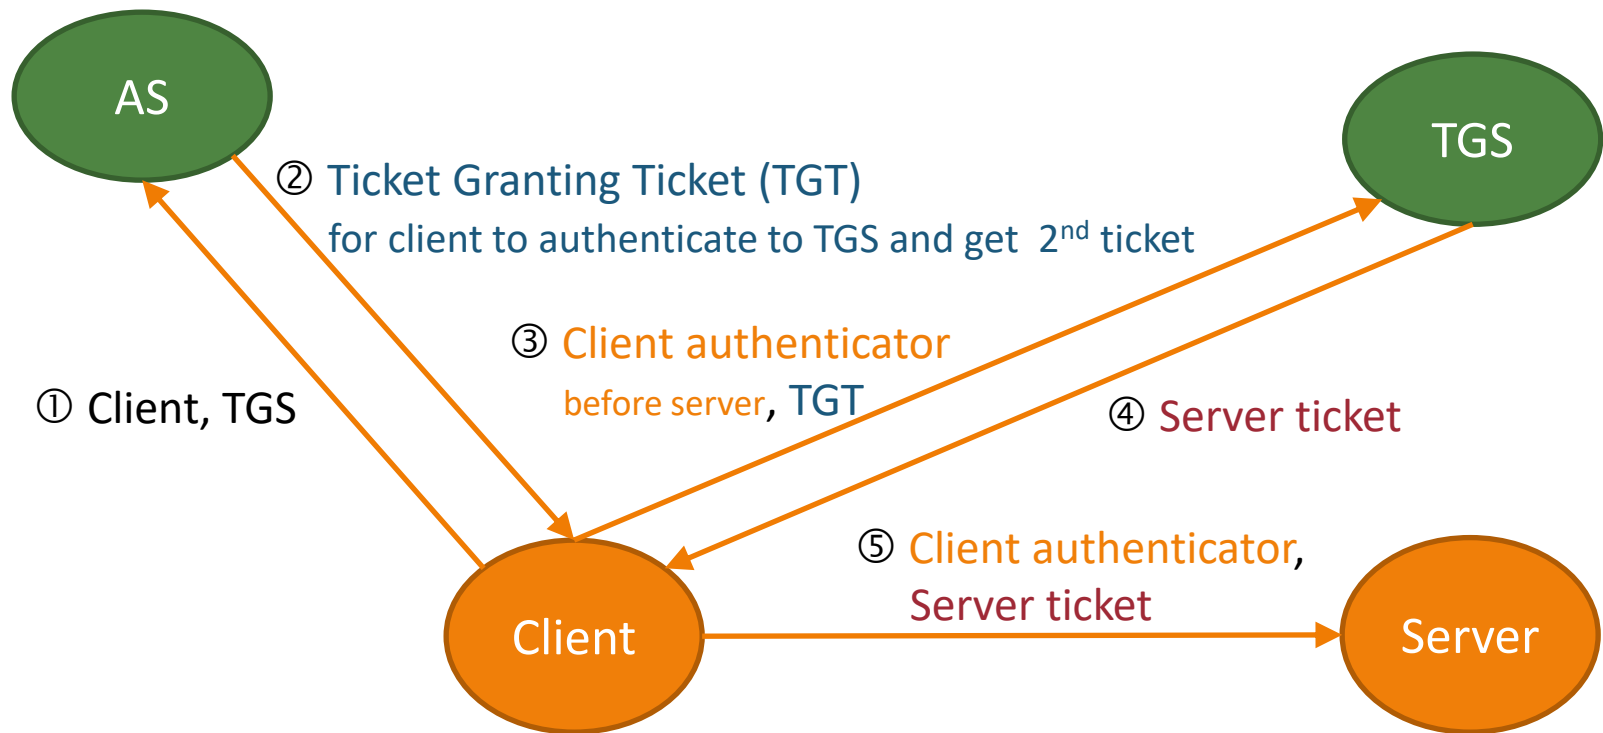 AS
TGS
② Ticket Granting Ticket (TGT)
for client to authenticate to TGS and get 2nd ticket
③ Client authenticator
before server, TGT
① Client, TGS
④ Server ticket
⑤ Client authenticator,
Server ticket
Client
Server